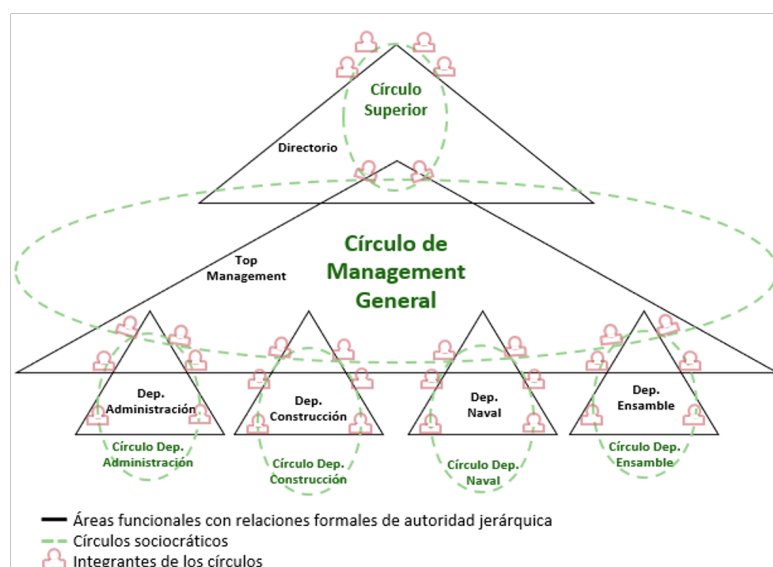 Círculo
Superior
Directorio
Círculo de
Management
General
Top
Management
Dep.
Administración
Dep.
Construcción
Dep.
Naval
Dep.
Ensamble
Círculo Dep.
Administración
Círculo Dep.
Construcción
Círculo Dep.
Naval
Círculo Dep.
Ensamble
Áreas funcionales con relaciones formales de autoridad jerárquica
Círculos sociocráticos
Integrantes de los círculos